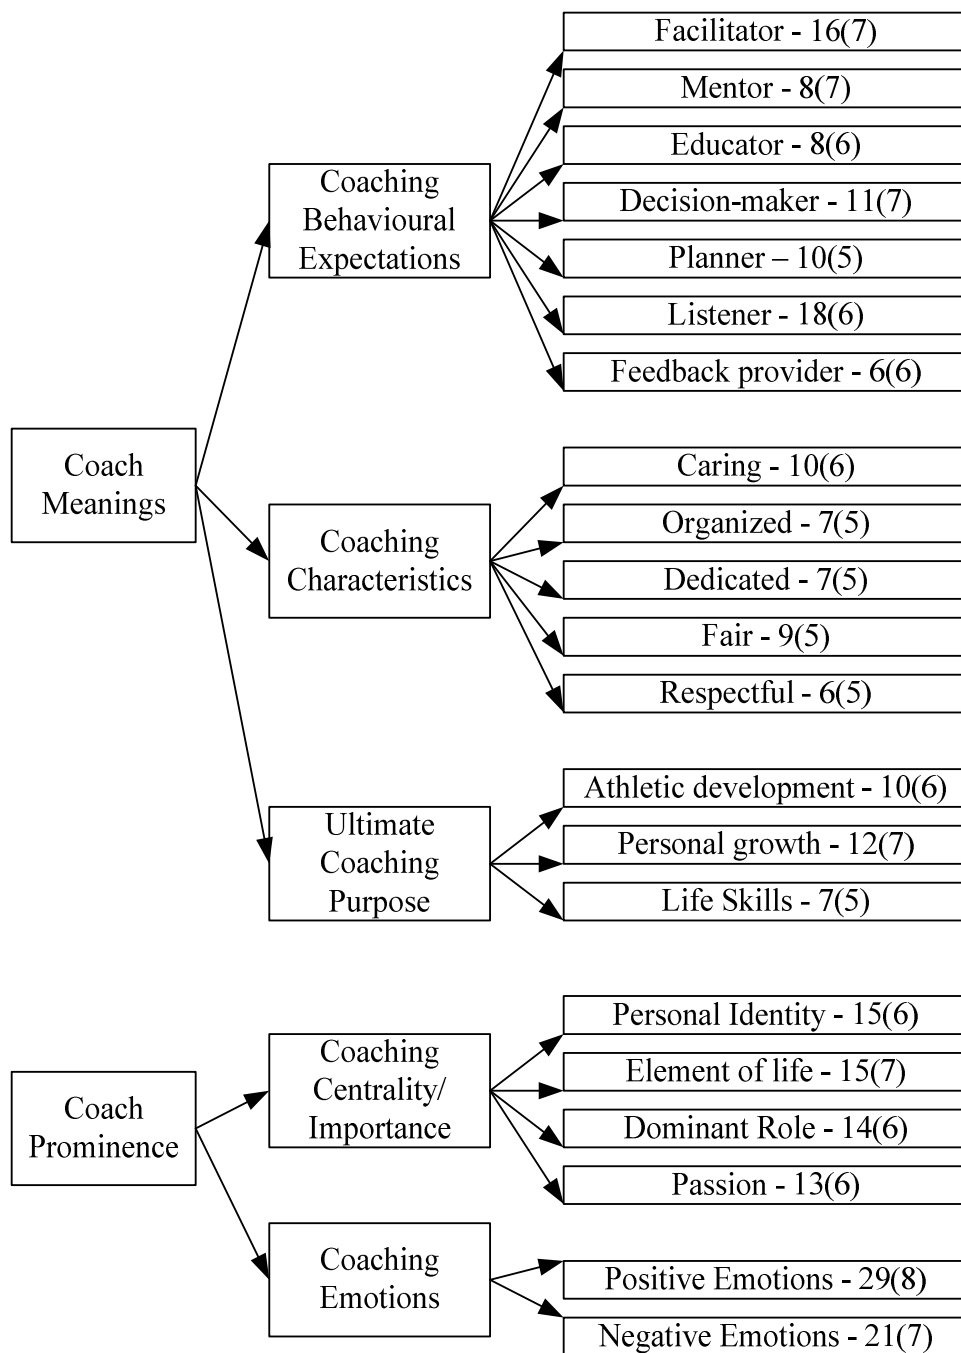 Coach
Meanings
Coaching
Behavioural
Expectations
Facilitator - 16(7)
Mentor - 8(7)
Educator - 8(6)
Decision-maker - 11(7)
Planner – 10(5)
Listener - 18(6)
Feedback provider - 6(6)
Coaching
Characteristics
Caring - 10(6)
Organized - 7(5)
Dedicated - 7(5)
Fair - 9(5)
Respectful - 6(5)
Ultimate
Coaching
Purpose
Athletic development - 10(6)
Personal growth - 12(7)
Life Skills - 7(5)
Coach
Prominence
Coaching
Centrality/
Importance
Personal Identity - 15(6)
Element of life - 15(7)
Dominant Role - 14(6)
Passion - 13(6)
Coaching
Emotions
Positive Emotions - 29(8)
Negative Emotions - 21(7)